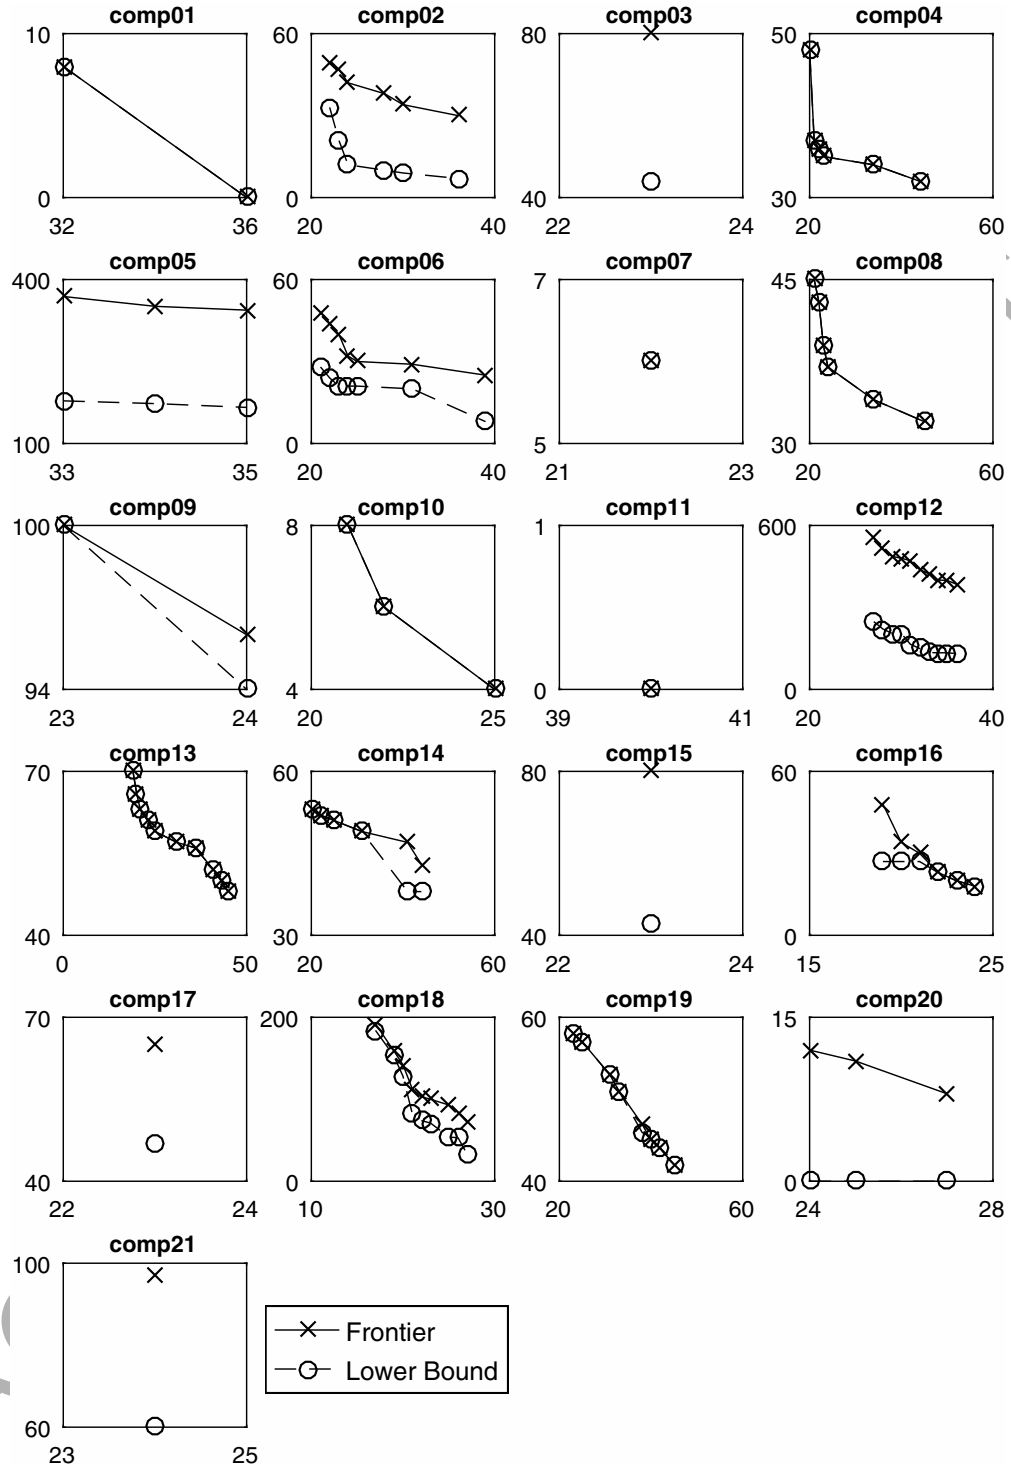 comp01 comp02 comp03 comp04
10 60 80 50
0 0 40 30
32 36 20 40 22 24 20 60
comp05 comp06 comp07 comp08
400 60 7 45
100 0 5 30
33 35 20 40 21 23 20 60
comp09 comp10 comp11 comp12
100 8 1 600
94 4 0 0
23 24 20 25 39 41 20 40
comp13 comp14 comp15 comp16
70 60 80 60
40 30 40 0
0 50 20 60 22 24 15 25
comp17 comp18 comp19 comp20
70 200 60 15
40 0 40 0
22 24 10 30 20 60 24 28
comp21
100
60
23 25
Frontier
Lower Bound